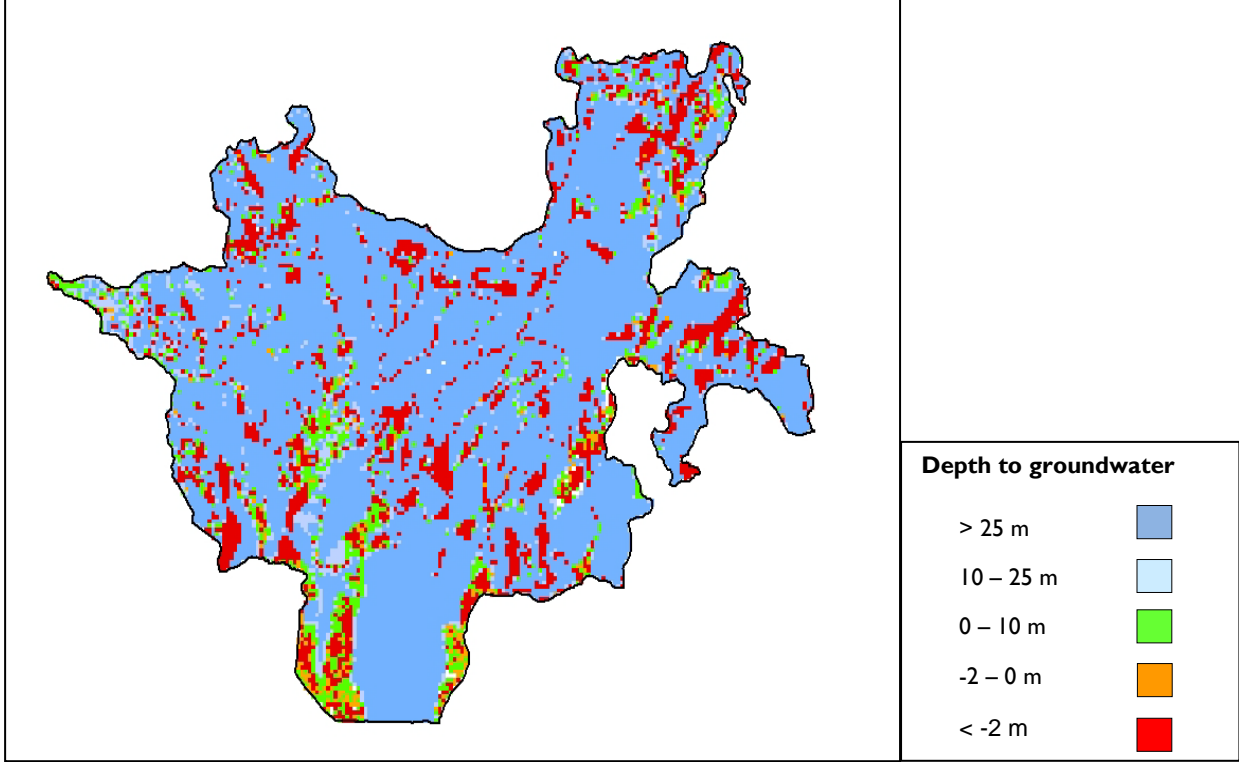 Depth to groundwater
> 25 m
10 – 25 m
0 – 10 m
-2 – 0 m
< -2 m